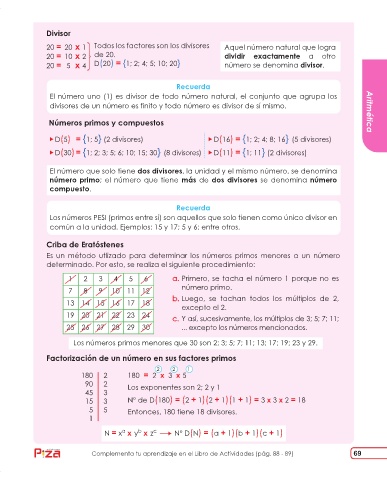 Divisor
20 = 20 x 1
20 = 10 x 2
20 = 5 x 4
Todos los factores son los divisores
de 20.
D(20) = {1; 2; 4; 5; 10; 20}
Aquel número natural que logra
dividir exactamente a otro
número se denomina divisor.
Recuerda
El número uno (1) es divisor de todo número natural, el conjunto que agrupa los
divisores de un número es finito y todo número es divisor de sí mismo.
Números primos y compuestos
D(5) = {1; 5} (2 divisores)
D(16) = {1; 2; 4; 8; 16} (5 divisores)
D(30) = {1; 2; 3; 5; 6; 10; 15; 30} (8 divisores)
D(11) = {1; 11} (2 divisores)
El número que solo tiene dos divisores, la unidad y el mismo número, se denomina
número primo; el número que tiene más de dos divisores se denomina número
compuesto.
Recuerda
Los números PESI (primos entre sí) son aquellos que solo tienen como único divisor en
común a la unidad. Ejemplos: 15 y 17; 5 y 6; entre otros.
Criba de Eratóstenes
Es un método utilizado para determinar los números primos menores a un número
determinado. Por esto, se realiza el siguiente procedimiento:
1 2 3 4 5 6
7 8 9 10 11 12
13 14 15 16 17 18
19 20 21 22 23 24
25 26 27 28 29 30
a. Primero, se tacha el número 1 porque no es
número primo.
b. Luego, se tachan todos los múltiplos de 2,
excepto el 2.
c. Y así, sucesivamente, los múltiplos de 3; 5; 7; 11;
... excepto los números mencionados.
Los números primos menores que 30 son 2; 3; 5; 7; 11; 13; 17; 19; 23 y 29.
Factorización de un número en sus factores primos
180 2
90 2
45 3
15 3
5 5
1
2 2 1
180 = 2 x 3 x 5
Los exponentes son 2; 2 y 1
N° de D(180) = (2 + 1)(2 + 1)(1 + 1) = 3 x 3 x 2 = 18
Entonces, 180 tiene 18 divisores.
N = xᵃ x yᵇ x zᶜ → N° D(N) = (a + 1)(b + 1)(c + 1)
Aritmética
Complementa tu aprendizaje en el Libro de Actividades (pág. 88 - 89)
69